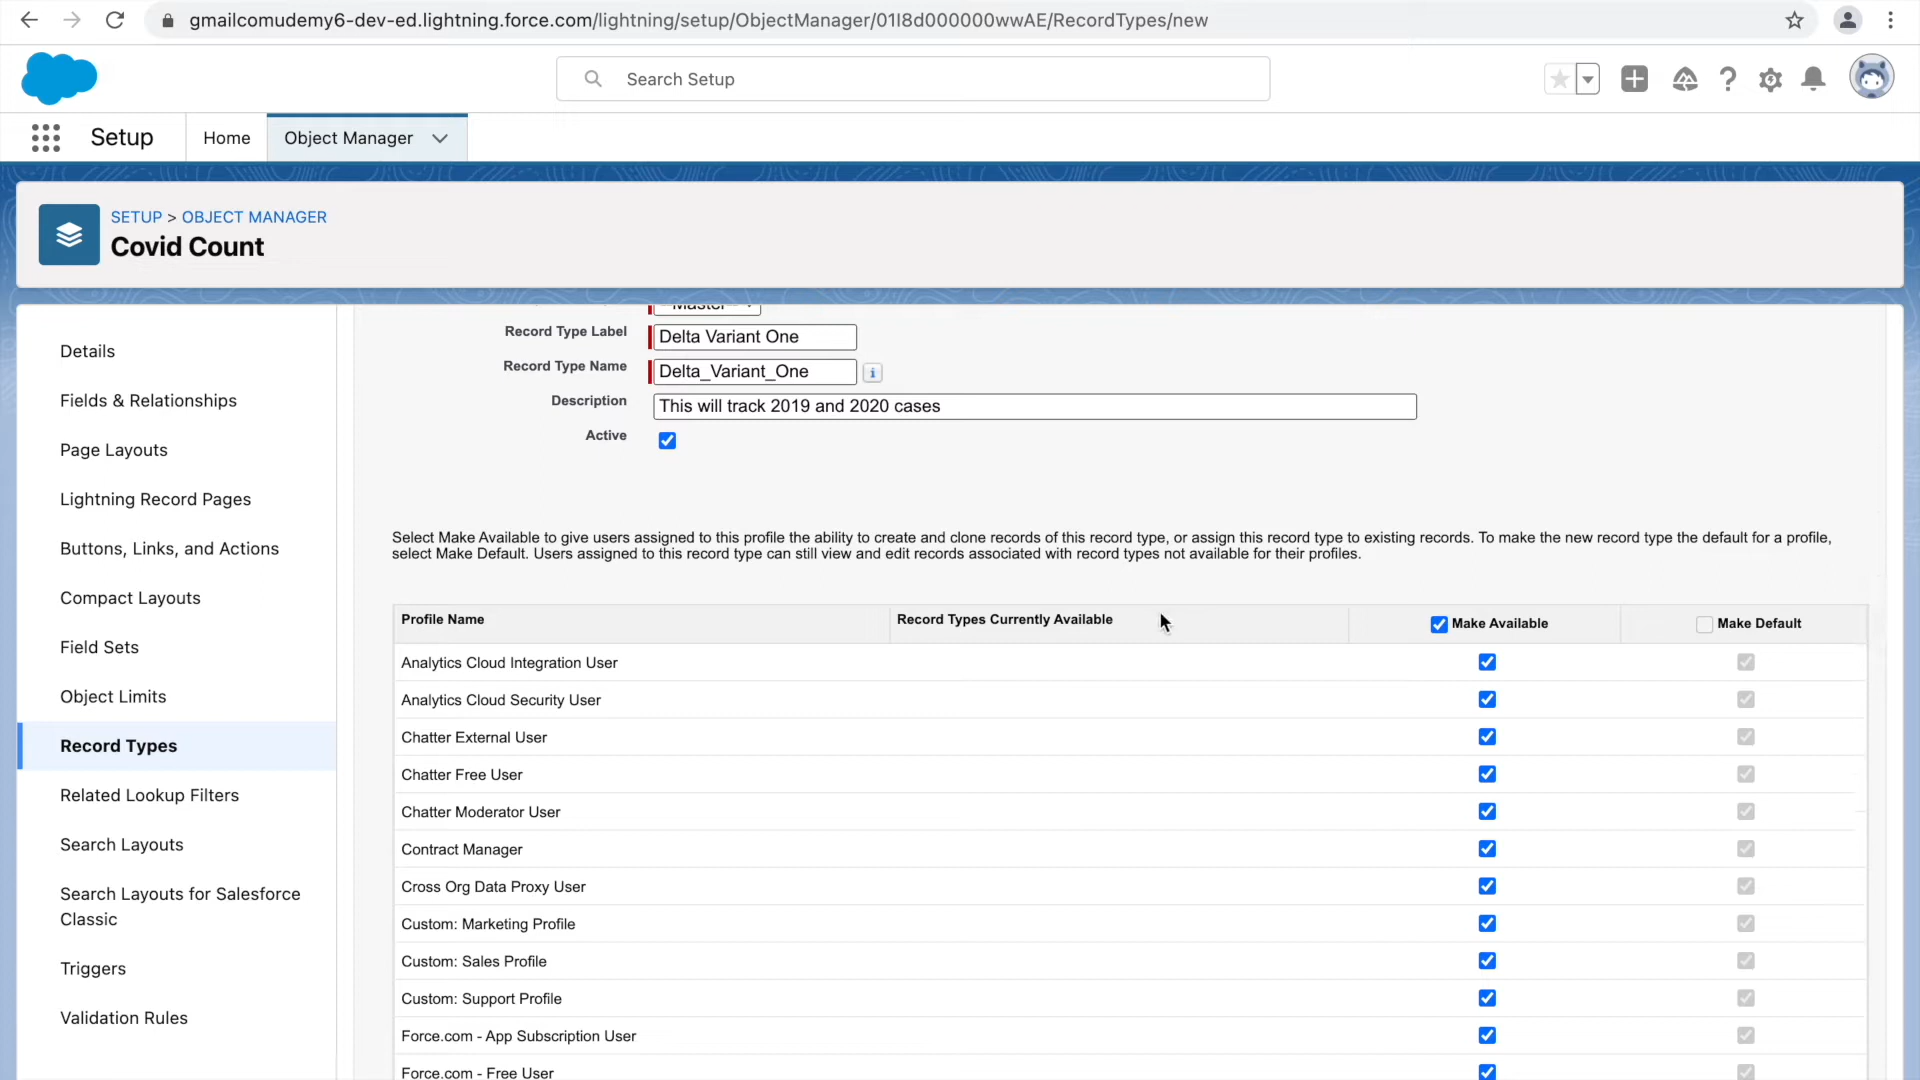 gmailcomudemy6-dev-ed.lightning.force.com/lightning/setup/ObjectManager/01I8d000000wwAE/RecordTypes/new
Search Setup
Setup
Home
Object Manager
SETUP > OBJECT MANAGER
Covid Count
Details
Fields & Relationships
Page Layouts
Lightning Record Pages
Buttons, Links, and Actions
Compact Layouts
Field Sets
Object Limits
Record Types
Related Lookup Filters
Search Layouts
Search Layouts for Salesforce
Classic
Triggers
Validation Rules
--Master--
Record Type Label
Delta Variant One
Record Type Name
Delta_Variant_One
Description
This will track 2019 and 2020 cases
Active
Select Make Available to give users assigned to this profile the ability to create and clone records of this record type, or assign this record type to existing records. To make the new record type the default for a profile,
select Make Default. Users assigned to this record type can still view and edit records associated with record types not available for their profiles.
Profile Name
Record Types Currently Available
Make Available
Make Default
Analytics Cloud Integration User
Analytics Cloud Security User
Chatter External User
Chatter Free User
Chatter Moderator User
Contract Manager
Cross Org Data Proxy User
Custom: Marketing Profile
Custom: Sales Profile
Custom: Support Profile
Force.com - App Subscription User
Force.com - Free User